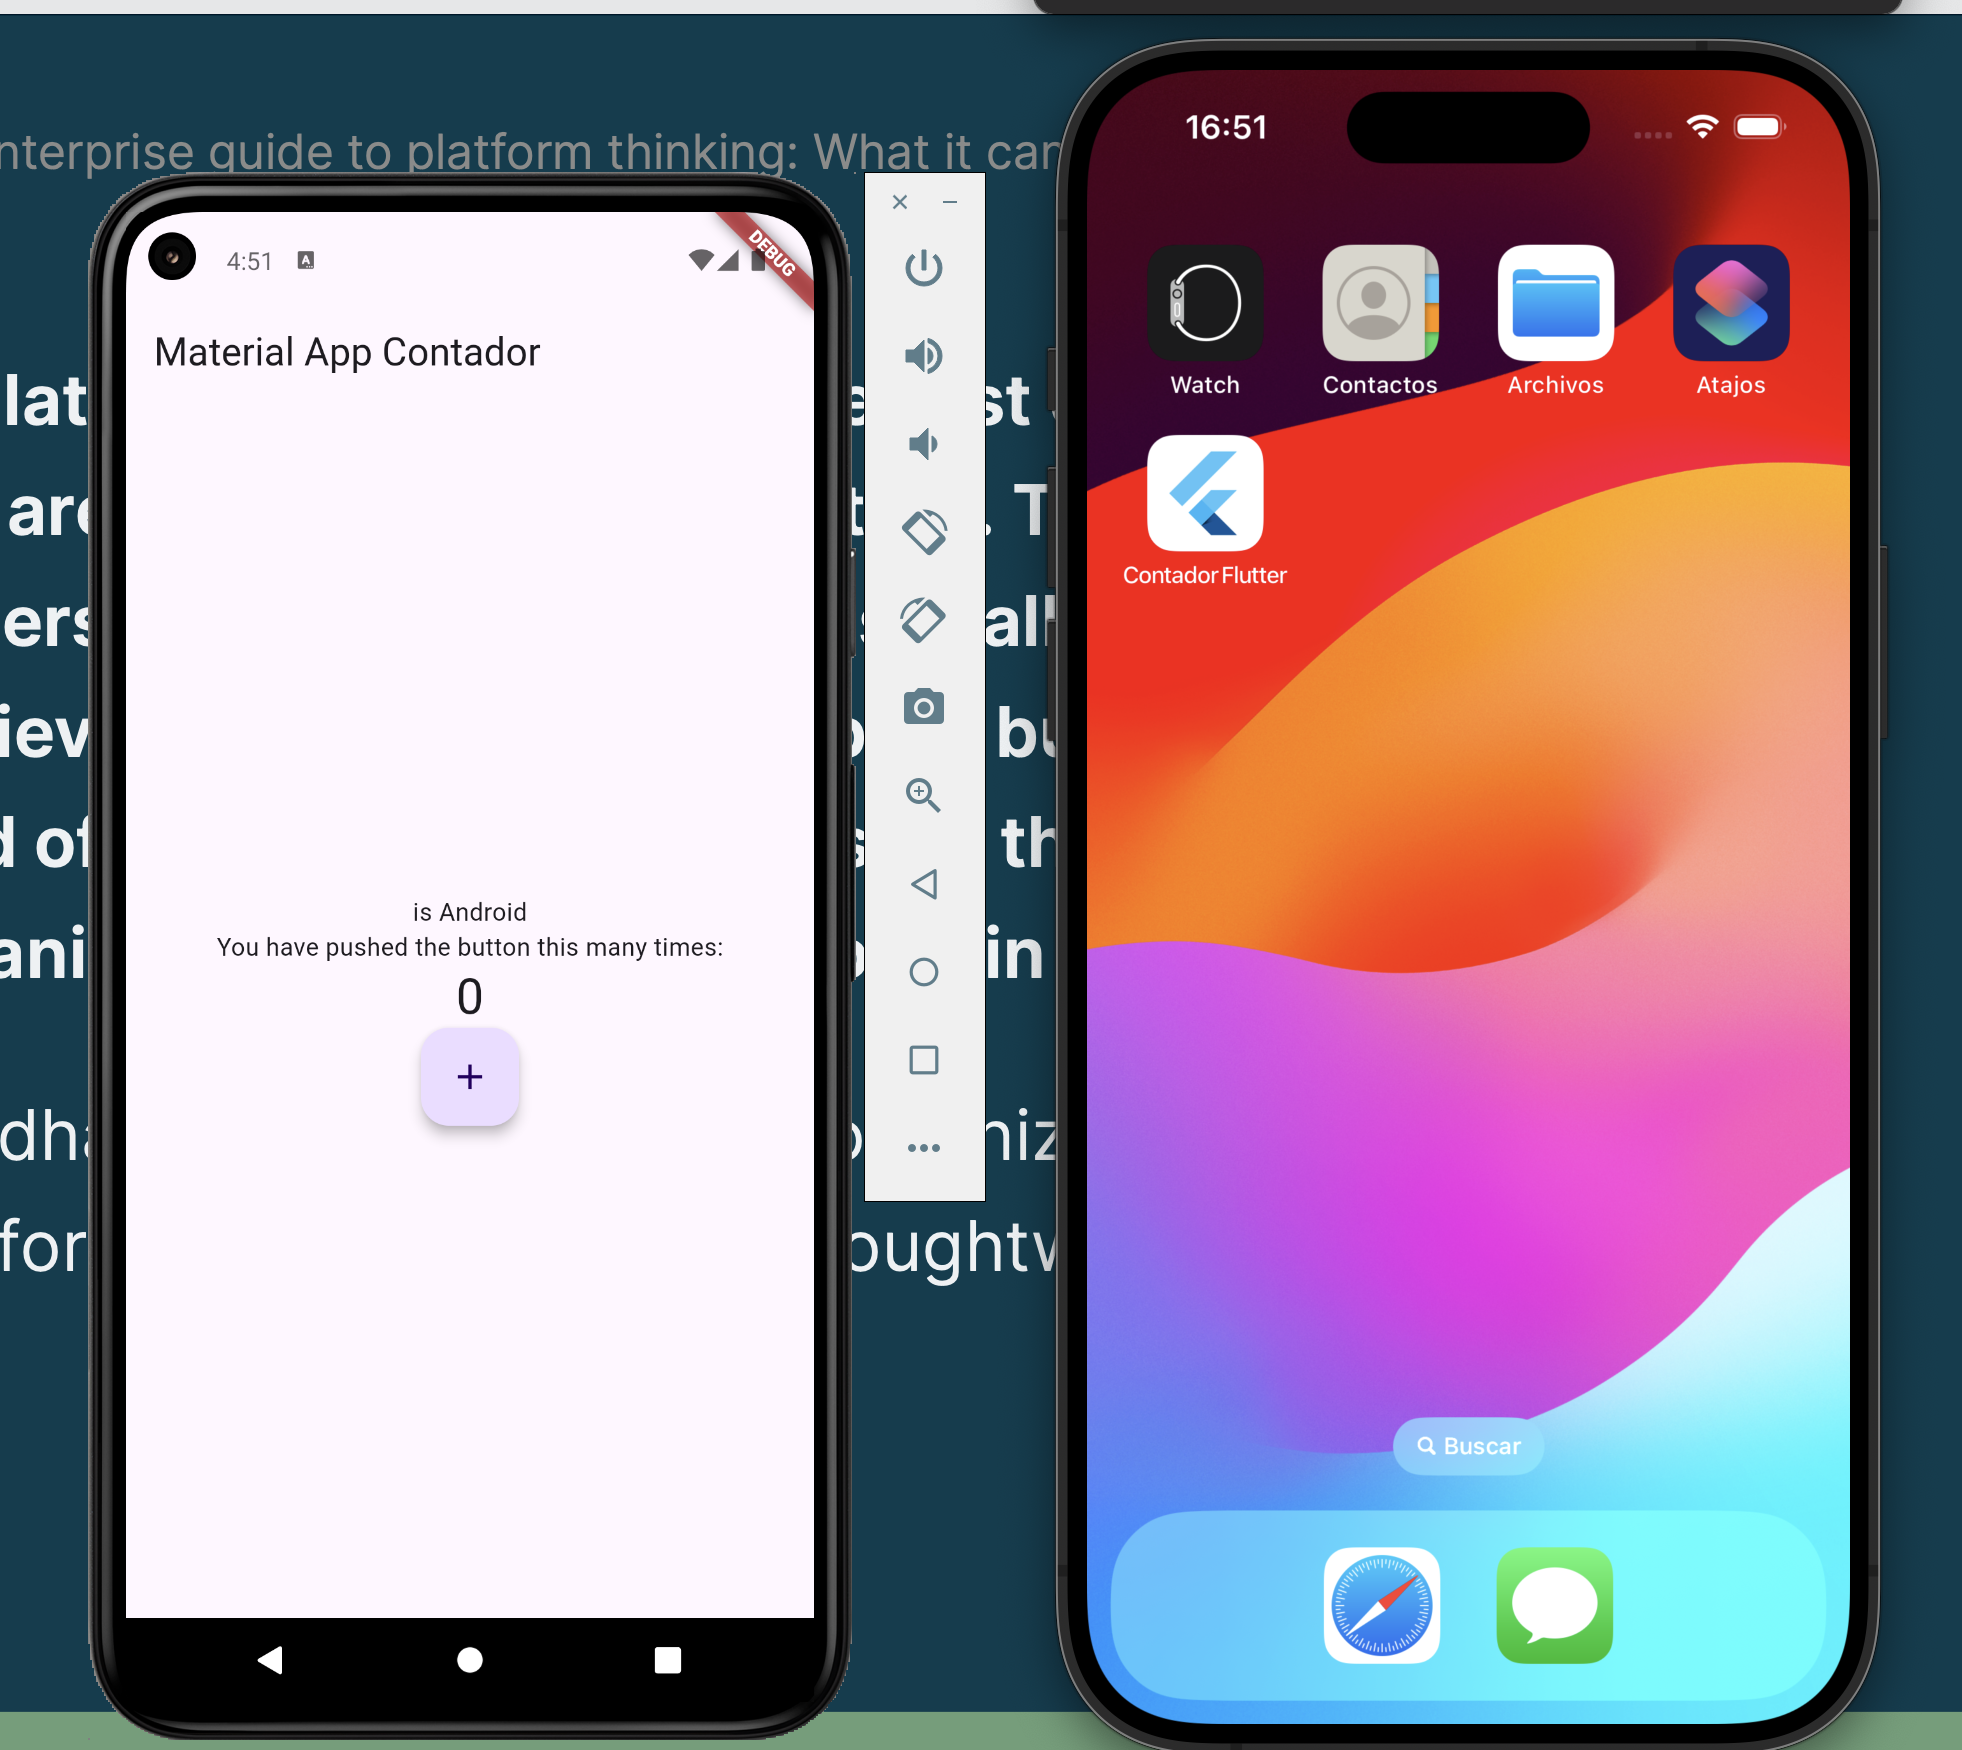 nterprise guide to platform thinking: What it can
4:51
DEBUG
Material App Contador
is Android
You have pushed the button this many times:
0
+
lat
st
are
. T
ers
all
iev
bu
d of
th
ani
in
dha
niz
for
oughtw
16:51
Watch
Contactos
Archivos
Atajos
Contador Flutter
Buscar